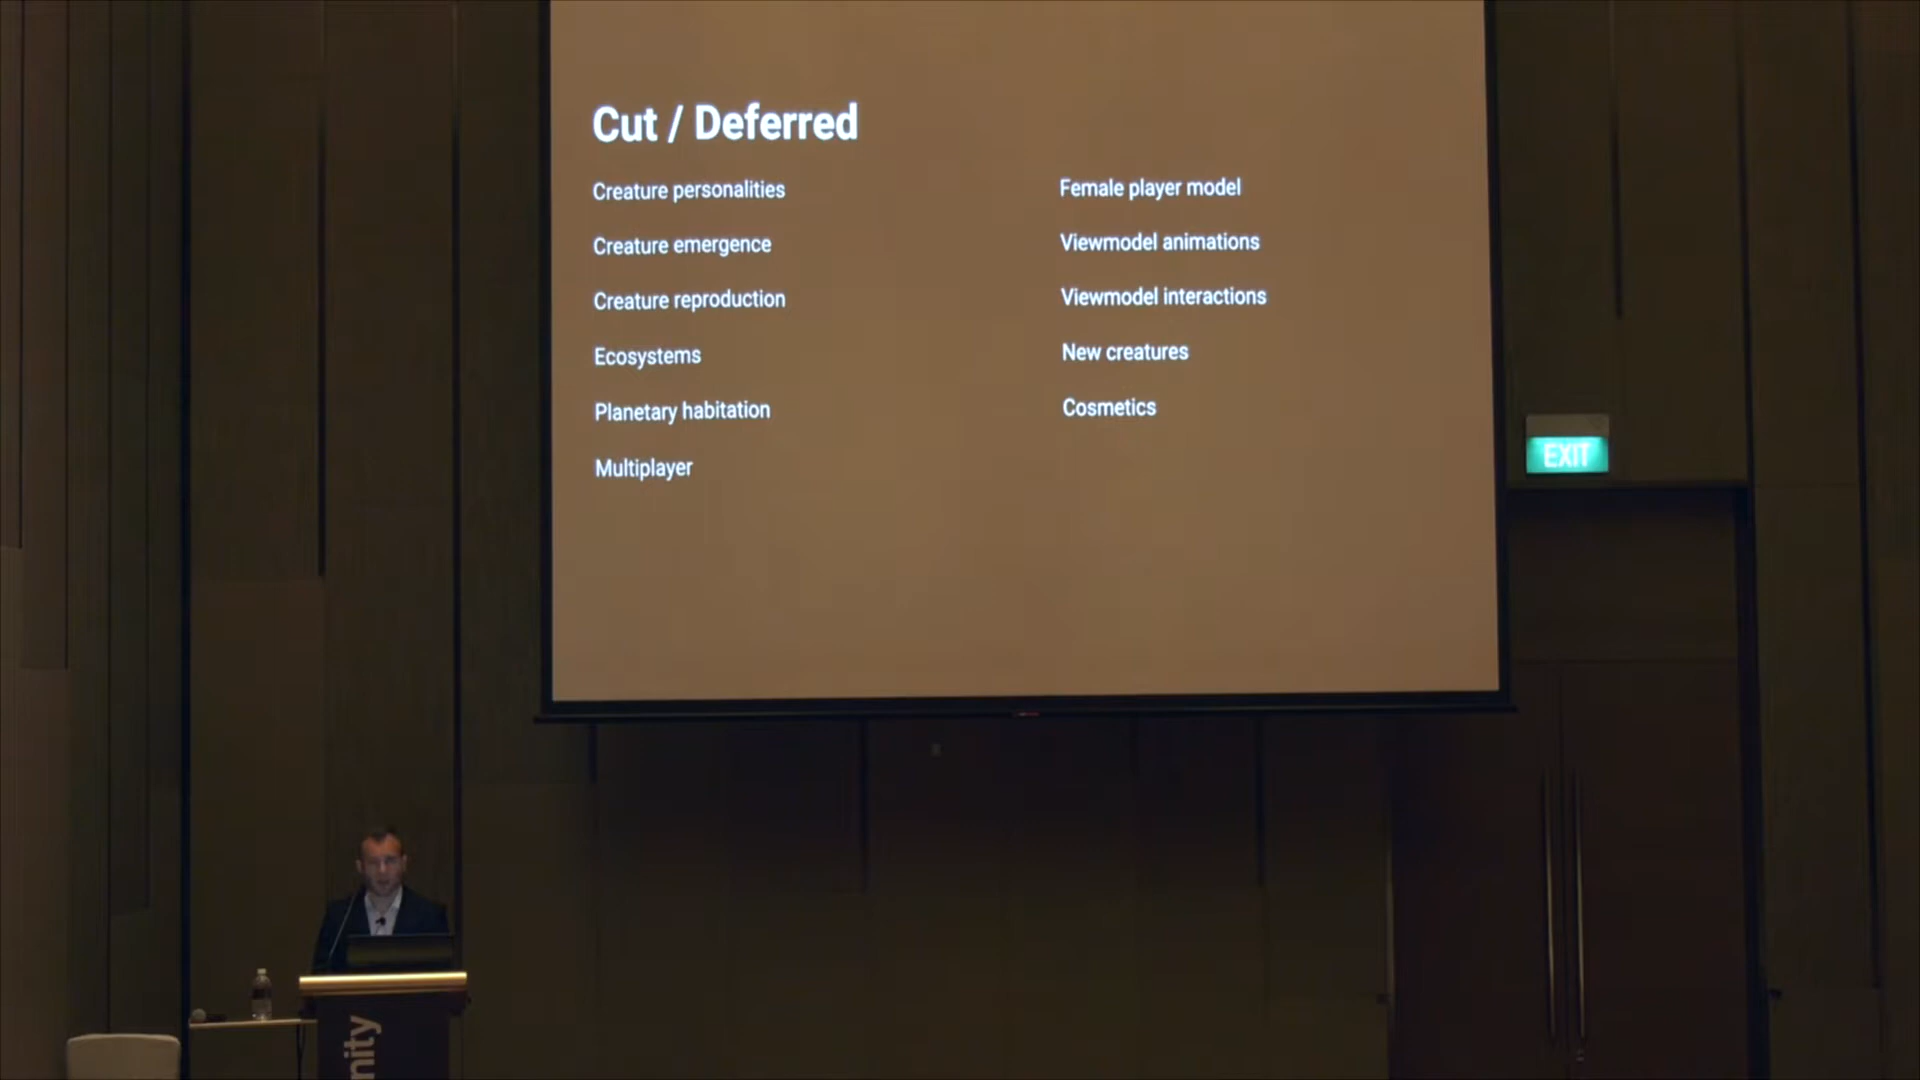 Cut / Deferred
Creature personalities
Creature emergence
Creature reproduction
Ecosystems
Planetary habitation
Multiplayer
Female player model
Viewmodel animations
Viewmodel interactions
New creatures
Cosmetics
EXIT
nity